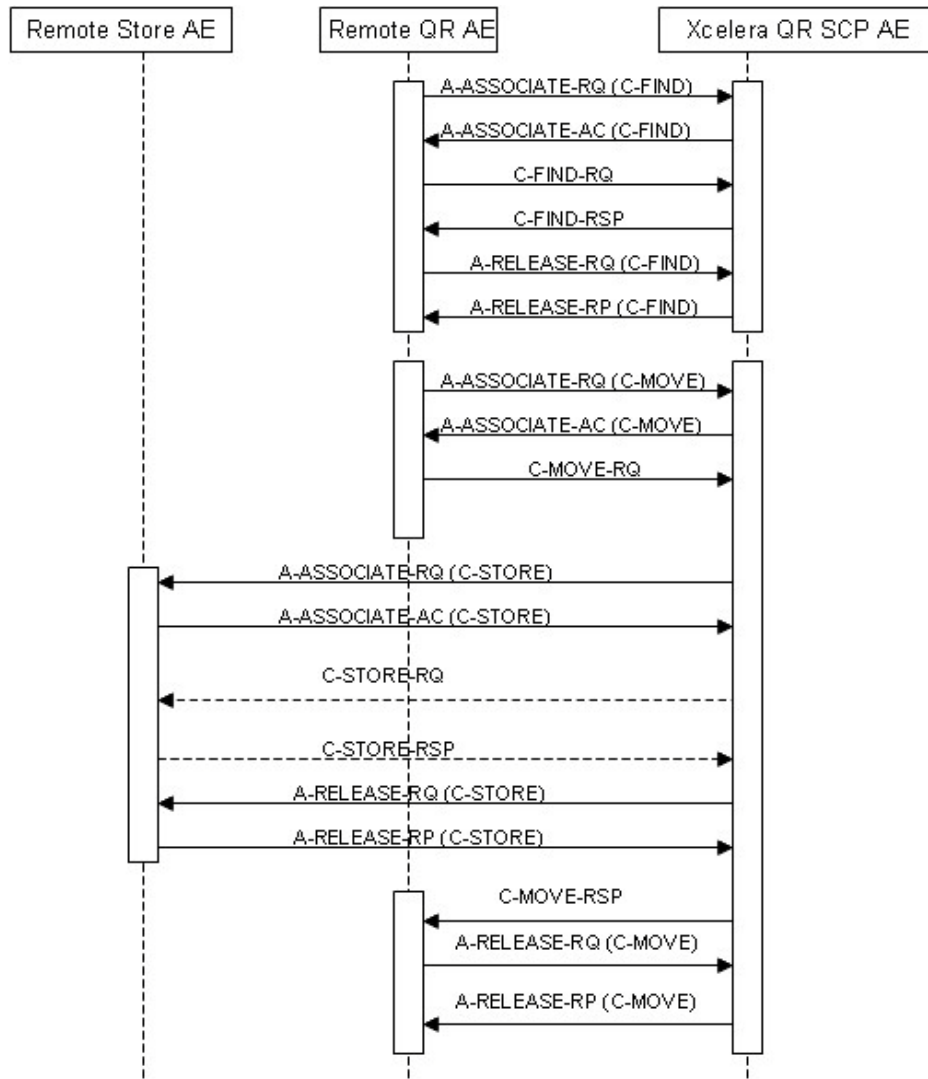 Remote Store AE
Remote QR AE
Xcelera QR SCP AE
A-ASSOCIATE-RQ (C-FIND)
A-ASSOCIATE-AC (C-FIND)
C-FIND-RQ
C-FIND-RSP
A-RELEASE-RQ (C-FIND)
A-RELEASE-RP (C-FIND)
A-ASSOCIATE-RQ (C-MOVE)
A-ASSOCIATE-AC (C-MOVE)
C-MOVE-RQ
A-ASSOCIATE-RQ (C-STORE)
A-ASSOCIATE-AC (C-STORE)
C-STORE-RQ
C-STORE-RSP
A-RELEASE-RQ (C-STORE)
A-RELEASE-RP (C-STORE)
C-MOVE-RSP
A-RELEASE-RQ (C-MOVE)
A-RELEASE-RP (C-MOVE)